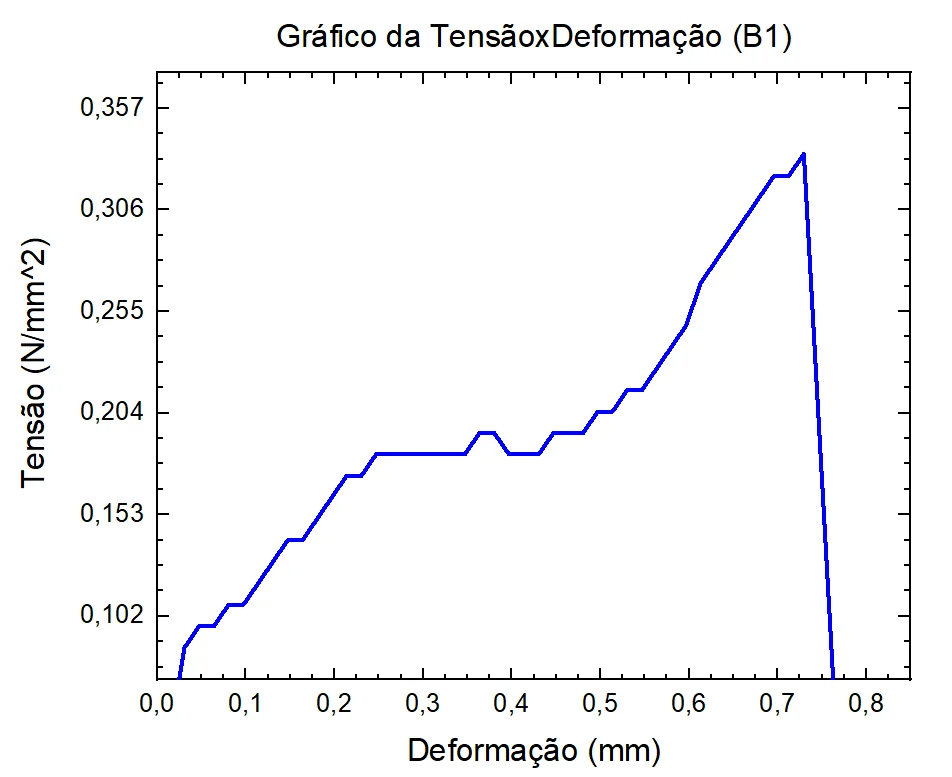 Gráfico da TensãoxDeformação (B1)
Tensão (N/mm^2)
0,357
0,306
0,255
0,204
0,153
0,102
0,0 0,1 0,2 0,3 0,4 0,5 0,6 0,7 0,8
Deformação (mm)